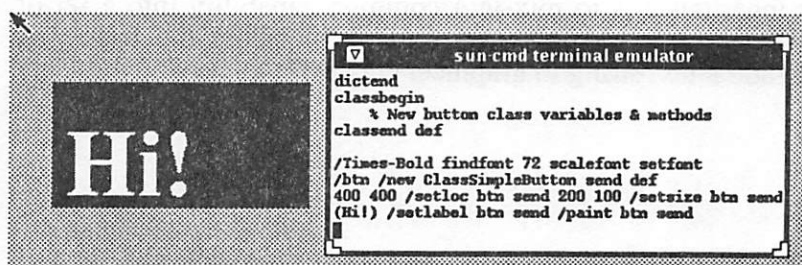 Hi!
sun-cmd terminal emulator
dictend
classbegin
% New button class variables & methods
classend def
/Times-Bold findfont 72 scalefont setfont
/btn /new ClassSimpleButton send def
400 400 /setloc btn send 200 100 /setsize btn send
(Hi!) /setlabel btn send /paint btn send